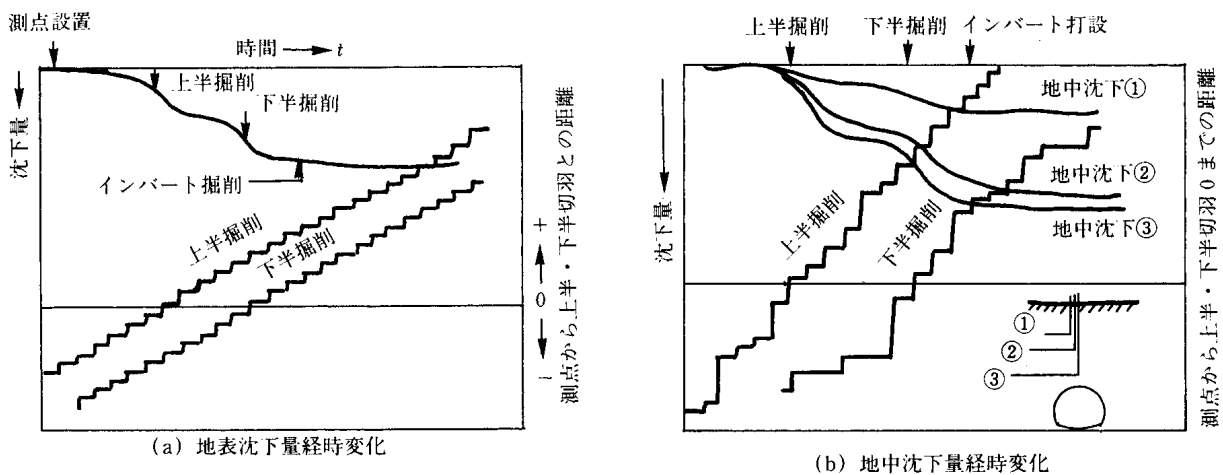 測点設置
時間 → t
沈下量
上半掘削
下半掘削
インバート掘削
上半掘削
下半掘削
+
0
−
測点から上半・下半切羽との距離
(a) 地表沈下量経時変化
上半掘削
下半掘削
インバート打設
沈下量
地中沈下①
地中沈下②
地中沈下③
上半掘削
下半掘削
①
②
③
測点から上半・下半切羽0までの距離
(b) 地中沈下量経時変化